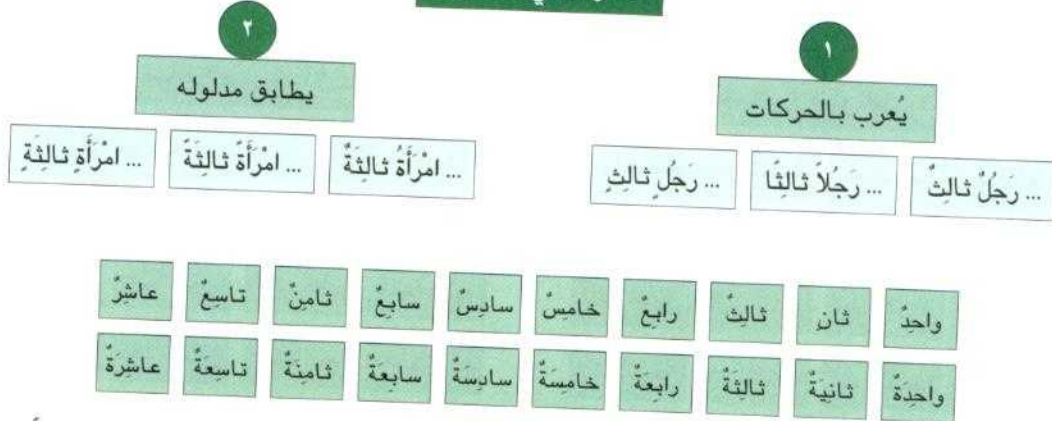 ١
٢
يُعرب بالحركات
يطابق مدلوله
... رَجُلٌ ثالِثٌ
... رَجُلاً ثالِثًا
... رَجُلٍ ثالِثٍ
... امْرَأَةٌ ثالِثَةٌ
... امْرَأَةً ثالِثَةً
... امْرَأَةٍ ثالِثَةٍ
واحِدٌ ثانٍ ثالِثٌ رابِعٌ خامِسٌ سادِسٌ سابِعٌ ثامِنٌ تاسِعٌ عاشِرٌ
واحِدَةٌ ثانِيَةٌ ثالِثَةٌ رابِعَةٌ خامِسَةٌ سادِسَةٌ سابِعَةٌ ثامِنَةٌ تاسِعَةٌ عاشِرَةٌ